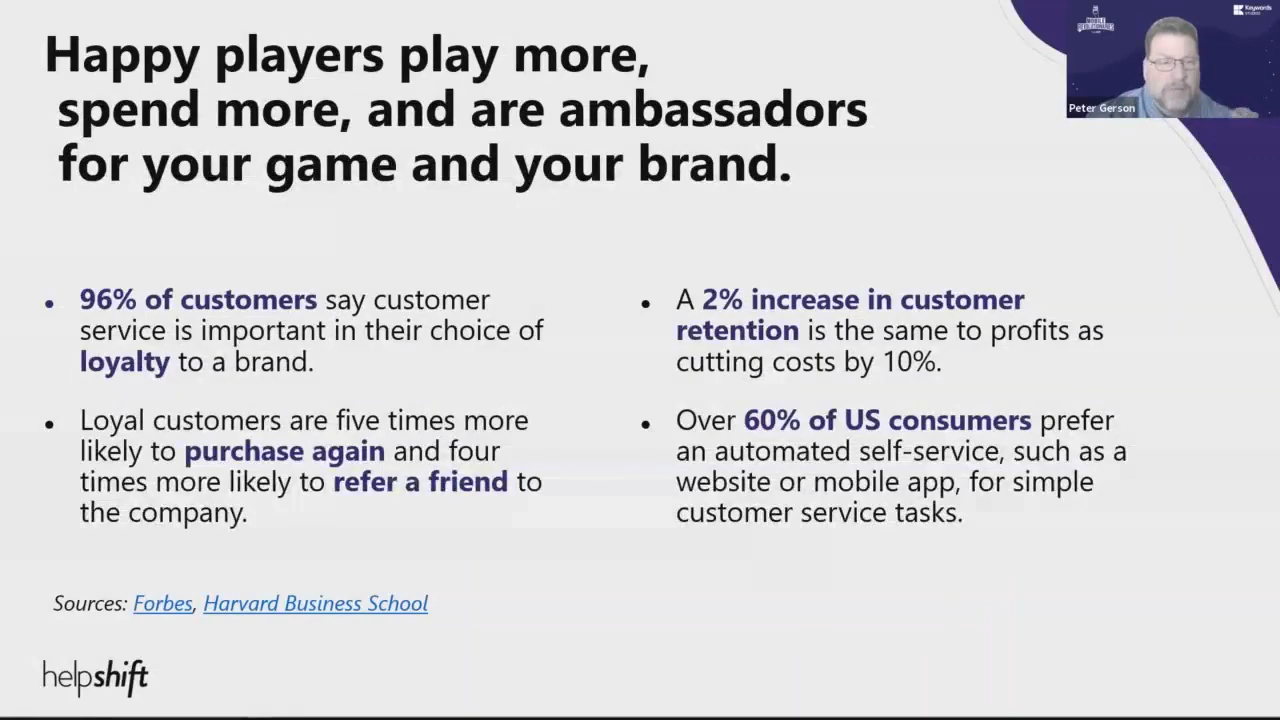 Happy players play more,
spend more, and are ambassadors
for your game and your brand.
• 96% of customers say customer
service is important in their choice of
loyalty to a brand.
• Loyal customers are five times more
likely to purchase again and four
times more likely to refer a friend to
the company.
• A 2% increase in customer
retention is the same to profits as
cutting costs by 10%.
• Over 60% of US consumers prefer
an automated self-service, such as a
website or mobile app, for simple
customer service tasks.
Sources: Forbes, Harvard Business School
helpshift
MOBILE
REVOLUTIONARIES
Keywords
STUDIOS
Peter Gerson